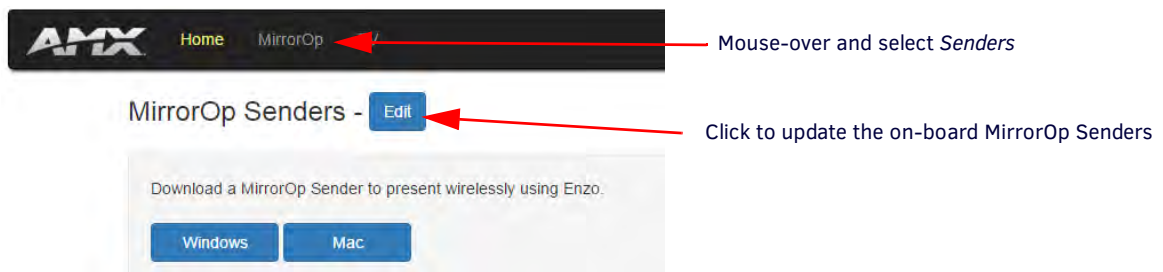 AMX Home MirrorOp
Mouse-over and select Senders
MirrorOp Senders - Edit
Click to update the on-board MirrorOp Senders
Download a MirrorOp Sender to present wirelessly using Enzo.
Windows Mac